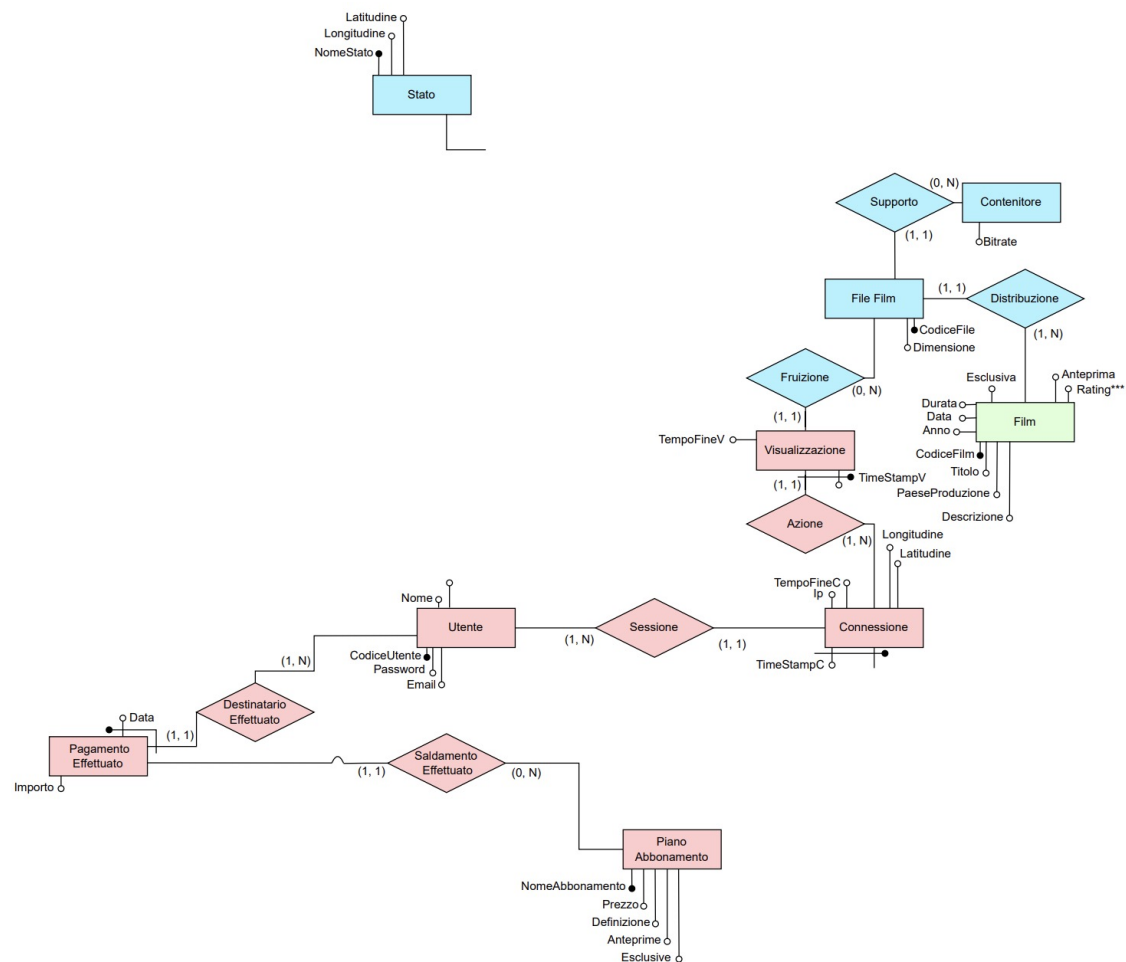 Latitudine
Longitudine
NomeStato
Stato
(0, N)
Supporto
Contenitore
(1, 1)
Bitrate
File Film
(1, 1)
Distribuzione
CodiceFile
Dimensione
(1, N)
Fruizione
(0, N)
Esclusiva
Anteprima
Rating***
Durata
Data
Anno
Film
(1, 1)
TempoFineV
Visualizzazione
CodiceFilm
Titolo
PaeseProduzione
Descrizione
TimeStampV
(1, 1)
Azione
(1, N)
Longitudine
Latitudine
TempoFineC
Ip
Nome
Utente
(1, N)
Sessione
(1, 1)
Connessione
CodiceUtente
Password
Email
TimeStampC
(1, N)
Destinatario
Effettuato
Data
(1, 1)
Pagamento
Effettuato
Importo
(1, 1)
Saldamento
Effettuato
(0, N)
Piano
Abbonamento
NomeAbbonamento
Prezzo
Definizione
Anteprime
Esclusive